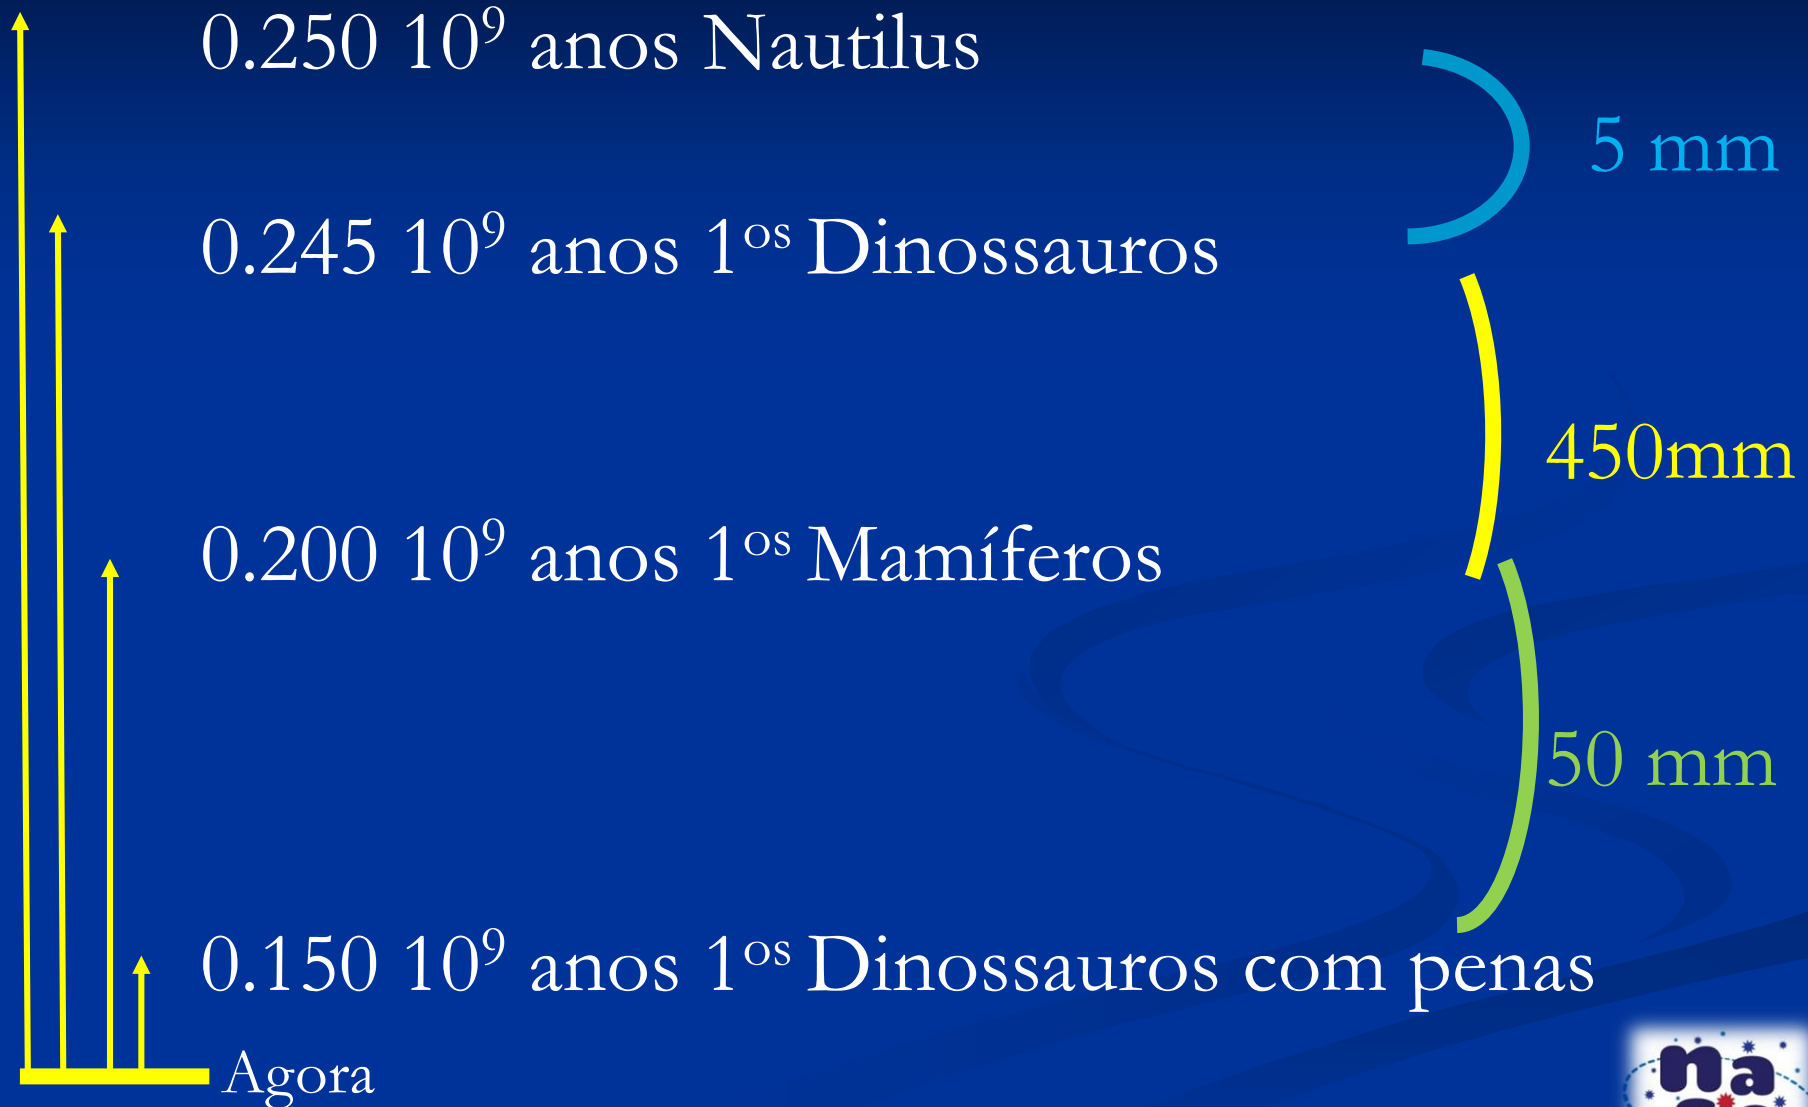 0.250 10⁹ anos Nautilus
5 mm
0.245 10⁹ anos 1ᵒˢ Dinossauros
450mm
0.200 10⁹ anos 1ᵒˢ Mamíferos
50 mm
0.150 10⁹ anos 1ᵒˢ Dinossauros com penas
Agora
na